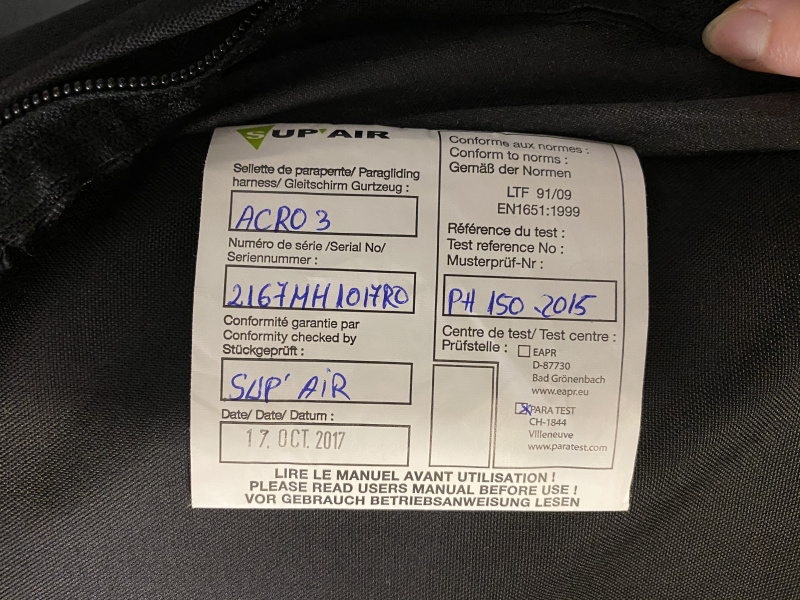 SUP'AIR
Sellette de parapente/ Paragliding
harness/ Gleitschirm Gurtzeug :
ACRO 3
Numéro de série /Serial No/
Seriennummer :
2167MH1017RO
Conformité garantie par
Conformity checked by
Stückgeprüft :
SUP' AIR
Date/ Date/ Datum :
17. OCT. 2017
Conforme aux normes :
Conform to norms :
Gemäß der Normen
LTF 91/09
EN1651:1999
Référence du test :
Test reference No :
Musterprüf-Nr :
PH 150.2015
Centre de test/ Test centre :
Prüfstelle :
EAPR
D-87730
Bad Grönenbach
www.eapr.eu
PARA TEST
CH-1844
Villeneuve
www.paratest.com
LIRE LE MANUEL AVANT UTILISATION !
PLEASE READ USERS MANUAL BEFORE USE !
VOR GEBRAUCH BETRIEBSANWEISUNG LESEN